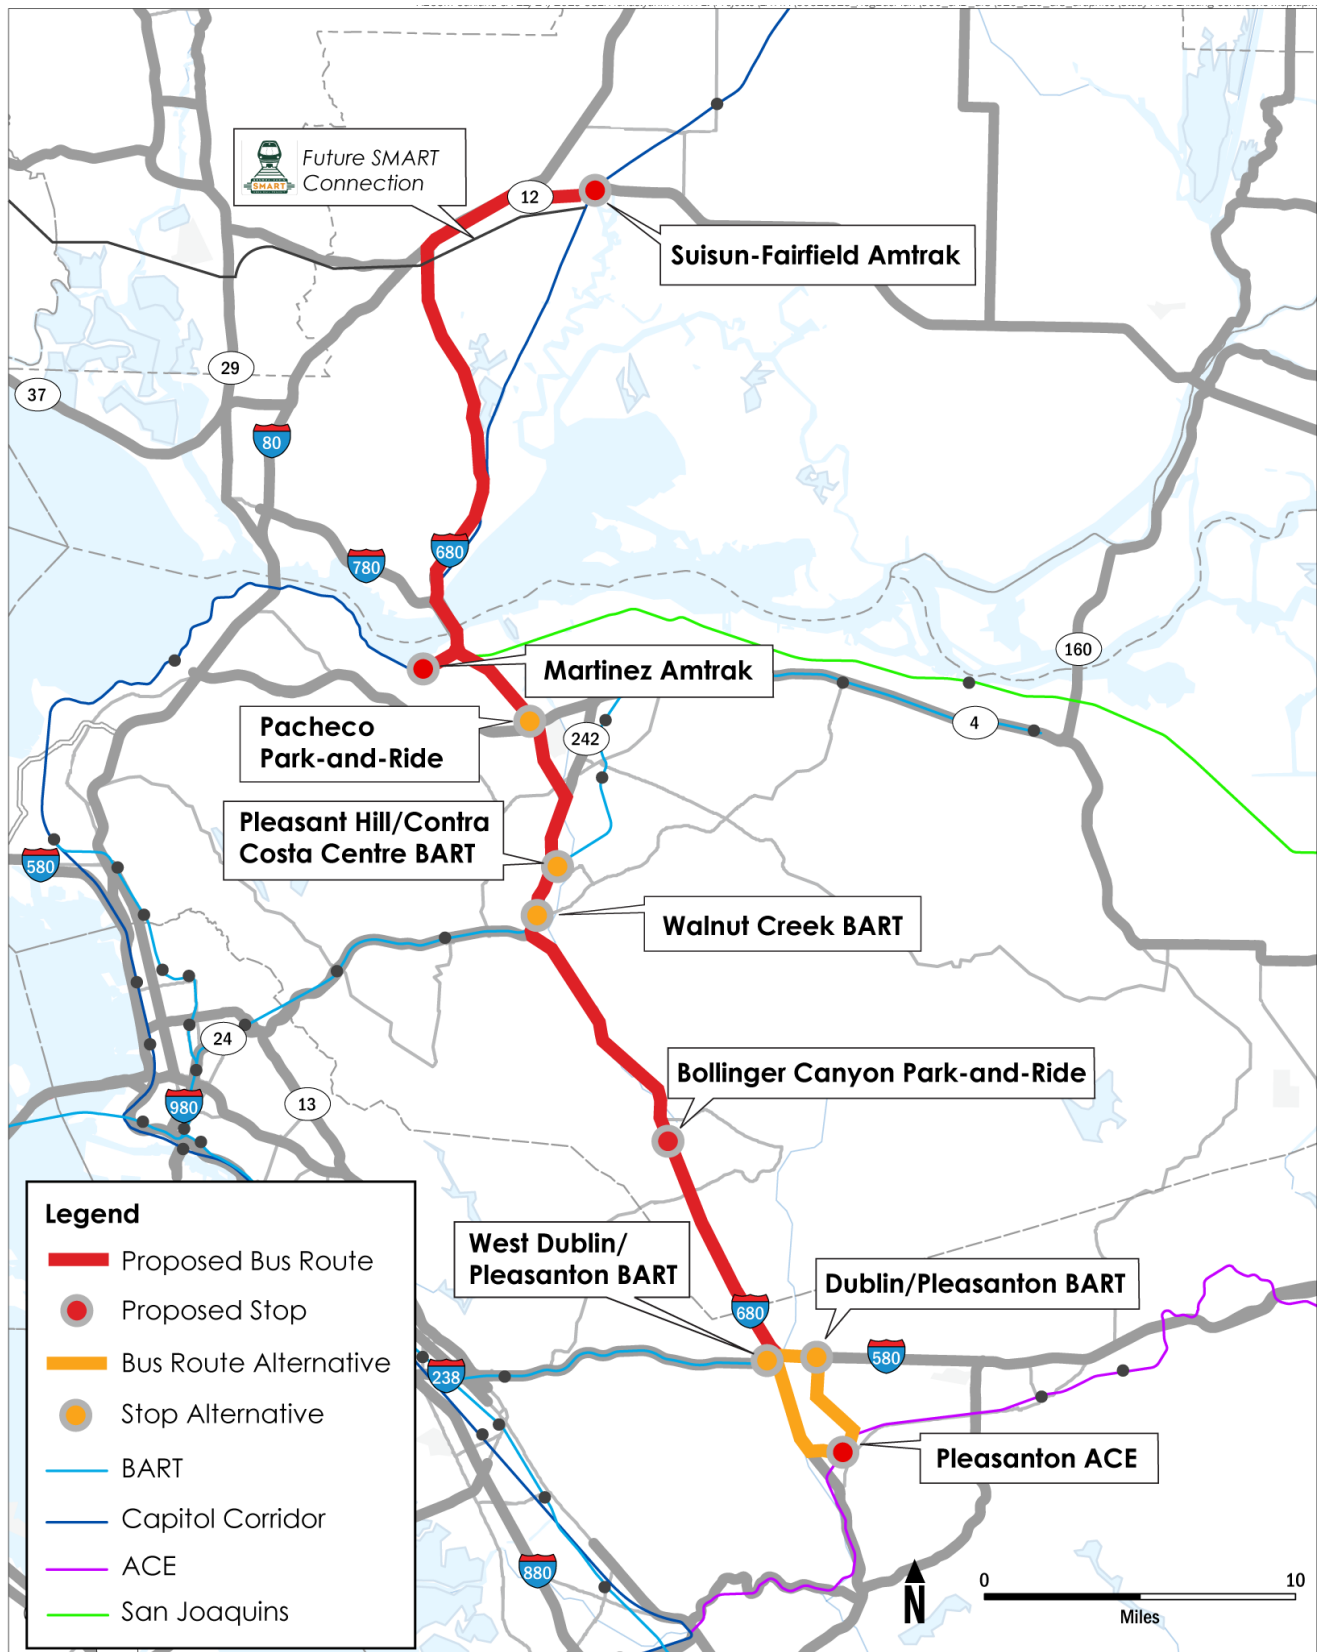 Future SMART
Connection
SMART
12
Suisun-Fairfield Amtrak
29
37
80
680
780
160
Martinez Amtrak
Pacheco
Park-and-Ride
242
4
Pleasant Hill/Contra
Costa Centre BART
580
Walnut Creek BART
24
Bollinger Canyon Park-and-Ride
980
13
Legend
Proposed Bus Route
Proposed Stop
Bus Route Alternative
Stop Alternative
BART
Capitol Corridor
ACE
San Joaquins
West Dublin/
Pleasanton BART
Dublin/Pleasanton BART
680
580
238
Pleasanton ACE
880
N
0 10
Miles